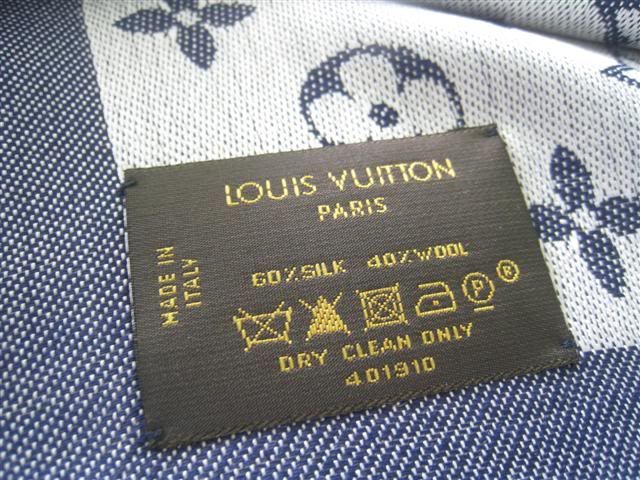 LOUIS VUITTON
PARIS
MADE IN
ITALY
60%SILK 40%WOOL
P ®
DRY CLEAN ONLY
401910